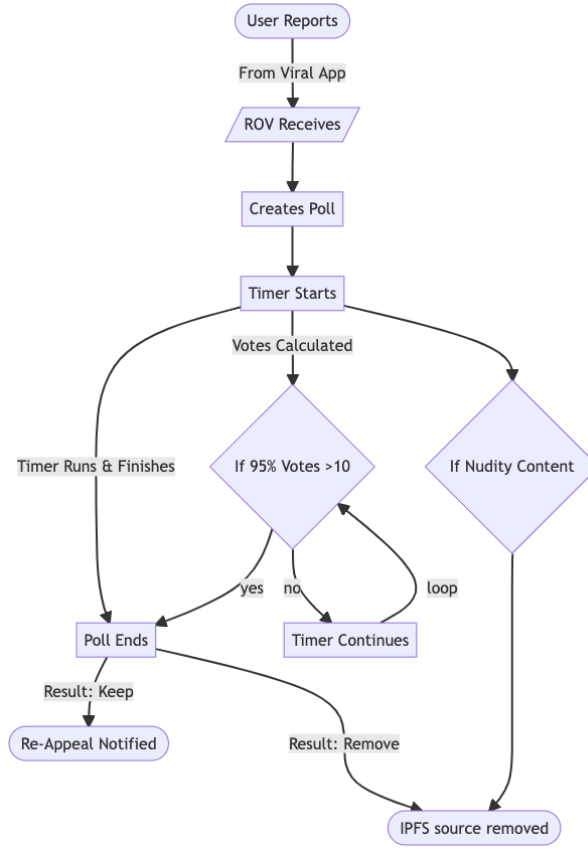 User Reports
From Viral App
ROV Receives
Creates Poll
Timer Starts
Votes Calculated
Timer Runs & Finishes
If 95% Votes >10
If Nudity Content
yes
no
loop
Poll Ends
Timer Continues
Result: Keep
Re-Appeal Notified
Result: Remove
IPFS source removed